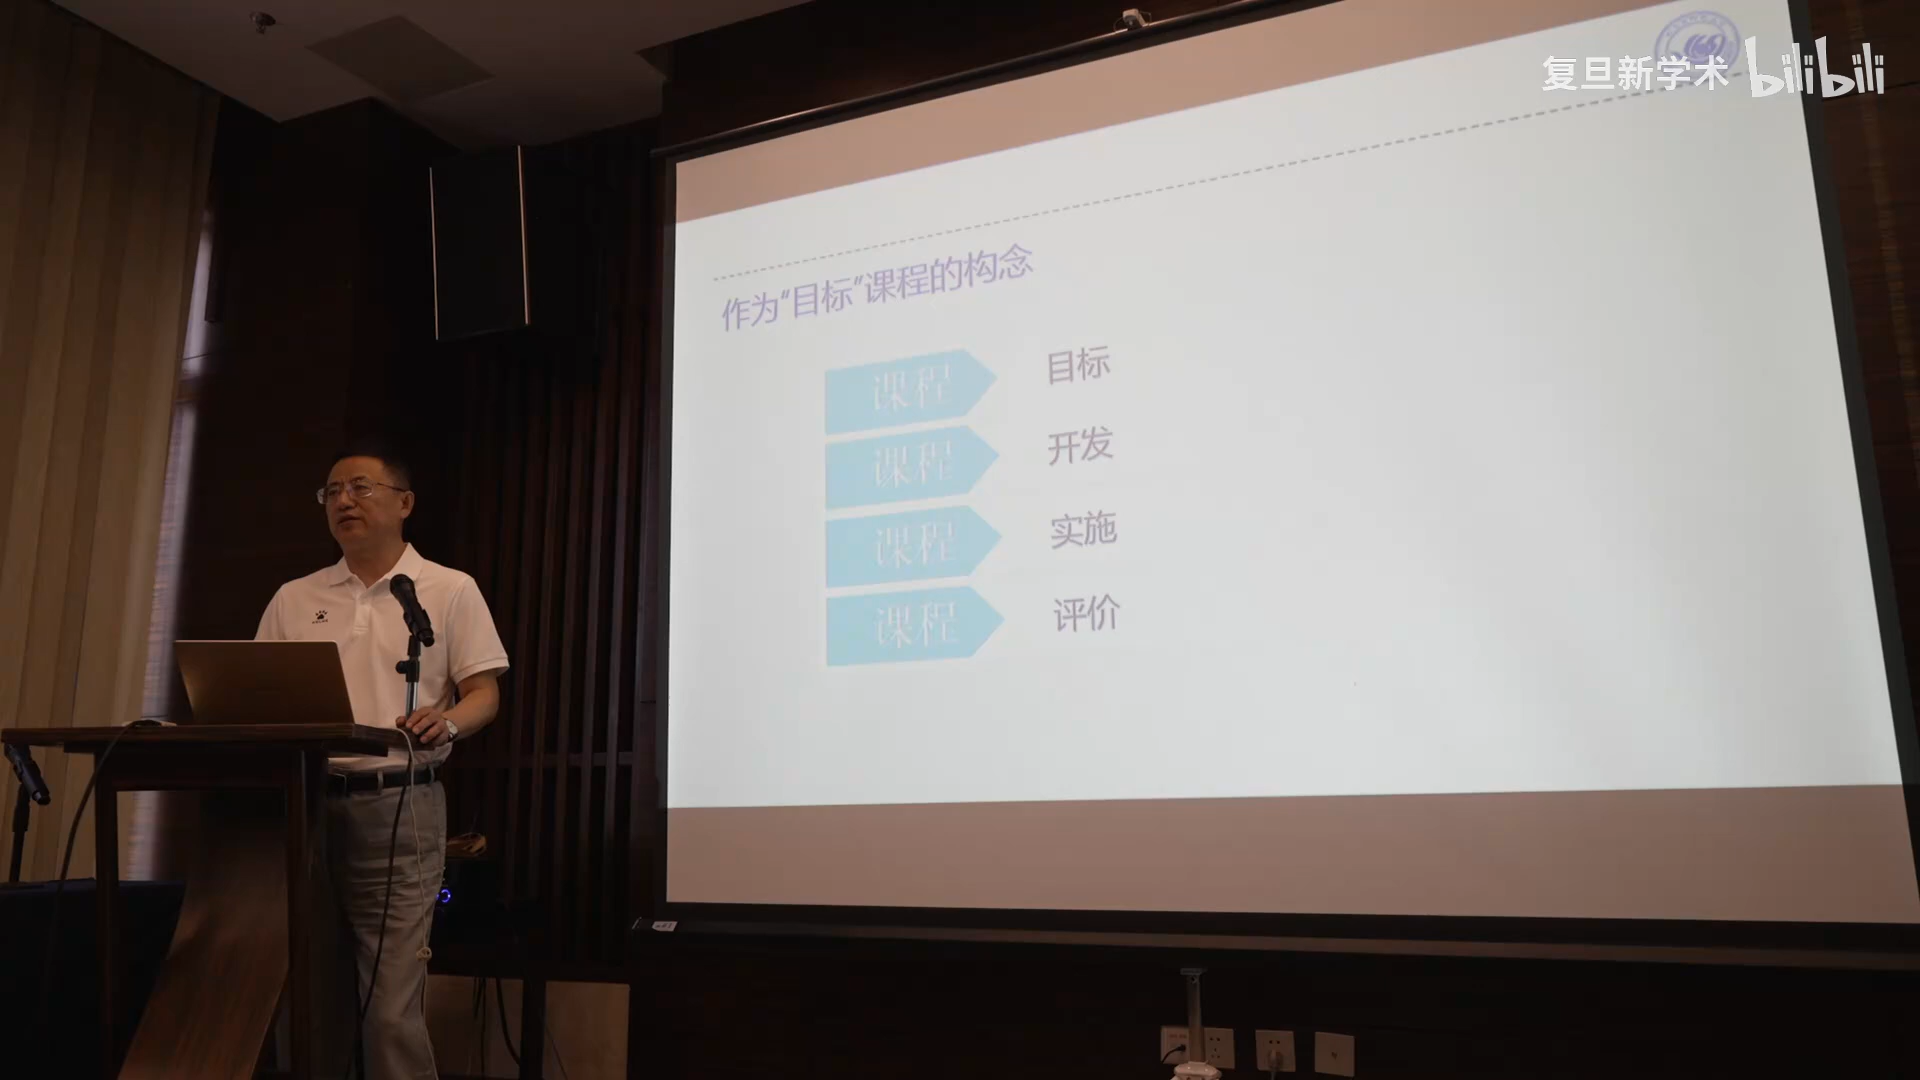 复旦新学术 bilibili
作为“目标”课程的构念
课程 目标
课程 开发
课程 实施
课程 评价